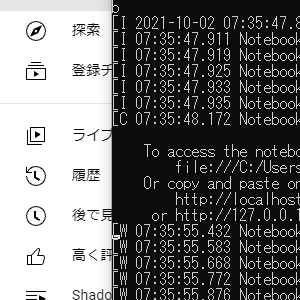 探索
登録チ
ライブ
履歴
後で見
高く評
Shado
[I 2021-10-02 07:35:47.8
[I 07:35:47.911 Notebook
[I 07:35:47.919 Notebook
[I 07:35:47.925 Notebook
[I 07:35:47.933 Notebook
[I 07:35:47.935 Notebook
[C 07:35:48.172 Notebook
To access the notebo
file:///C:/Users
Or copy and paste on
http://localhost
or http://127.0.0.1
[W 07:35:55.432 Notebook
[W 07:35:55.583 Notebook
[W 07:35:55.668 Notebook
[W 07:35:55.772 Notebook
[W 07:35:55.876 Notebook